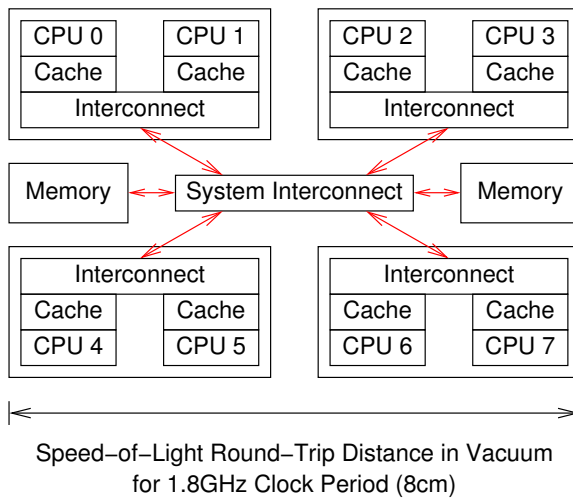 CPU 0 CPU 1 CPU 2 CPU 3
Cache Cache Cache Cache
Interconnect Interconnect
Memory System Interconnect Memory
Interconnect Interconnect
Cache Cache Cache Cache
CPU 4 CPU 5 CPU 6 CPU 7
Speed−of−Light Round−Trip Distance in Vacuum
for 1.8GHz Clock Period (8cm)